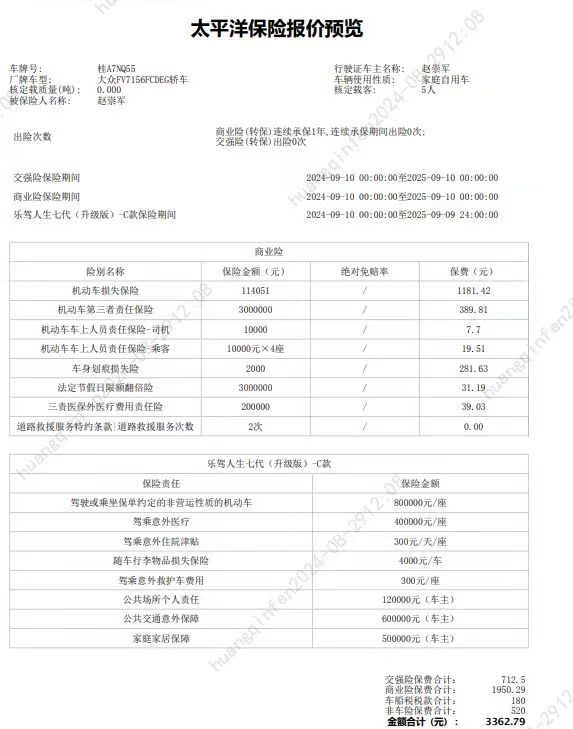 太平洋保险报价预览
车牌号: 桂A7NQ55 行驶证车主名称: 赵崇军
厂牌车型: 大众FV7156FCDEG轿车 车辆使用性质: 家庭自用车
核定载质量(吨): 0.000 核定载客: 5人
被保险人名称: 赵崇军
出险次数 商业险(转保)连续承保1年,连续承保期间出险0次;
交强险(转保)出险0次
交强险保险期间 2024-09-10 00:00:00至2025-09-10 00:00:00
商业险保险期间 2024-09-10 00:00:00至2025-09-10 00:00:00
乐驾人生七代（升级版）-C款保险期间 2024-09-10 00:00:00至2025-09-09 24:00:00
商业险
险别名称 保险金额（元） 绝对免赔率 保费（元）
机动车损失保险 114051 / 1181.42
机动车第三者责任保险 3000000 / 389.81
机动车车上人员责任保险-司机 10000 / 7.7
机动车车上人员责任保险-乘客 10000元×4座 / 19.51
车身划痕损失险 2000 / 281.63
法定节假日限额翻倍险 3000000 / 31.19
三责医保外医疗费用责任险 200000 / 39.03
道路救援服务特约条款|道路救援服务次数 2次 / 0.00
乐驾人生七代（升级版）-C款
保险责任 保险金额
驾驶或乘坐保单约定的非营运性质的机动车 800000元/座
驾乘意外医疗 400000元/座
驾乘意外住院津贴 300元/天/座
随车行李物品损失保险 4000元/车
驾乘意外救护车费用 300元/座
公共场所个人责任 120000元（车主）
公共交通意外保障 600000元（车主）
家庭家居保障 500000元（车主）
交强险保费合计: 712.5
商业险保费合计: 1950.29
车船税税款合计: 180
非车险保费合计: 520
金额合计（元）: 3362.79
huangqinfen2024-08-2912:08
huangqinfen2024-08-2912:08
huangqinfen2024-08-2912:08
huangqinfen2024-08-2912:08